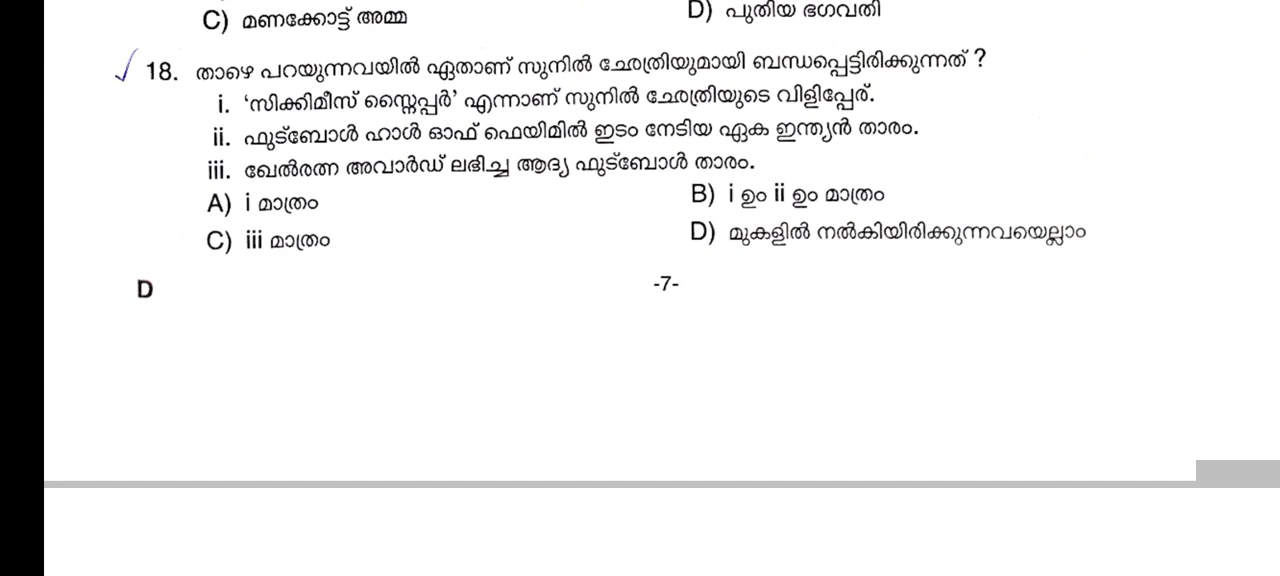 C) മണക്കോട്ട് അമ്മ D) പുതിയ ഭഗവതി
18. താഴെ പറയുന്നവയിൽ ഏതാണ് സുനിൽ ഛേത്രിയുമായി ബന്ധപ്പെട്ടിരിക്കുന്നത് ?
i. ‘സിക്കിമീസ് സ്നൈപ്പർ’ എന്നാണ് സുനിൽ ഛേത്രിയുടെ വിളിപ്പേര്.
ii. ഫുട്ബോൾ ഹാൾ ഓഫ് ഫെയിമിൽ ഇടം നേടിയ ഏക ഇന്ത്യൻ താരം.
iii. ഖേൽരത്ന അവാർഡ് ലഭിച്ച ആദ്യ ഫുട്ബോൾ താരം.
A) i മാത്രം B) i ഉം ii ഉം മാത്രം
C) iii മാത്രം D) മുകളിൽ നൽകിയിരിക്കുന്നവയെല്ലാം
D -7-